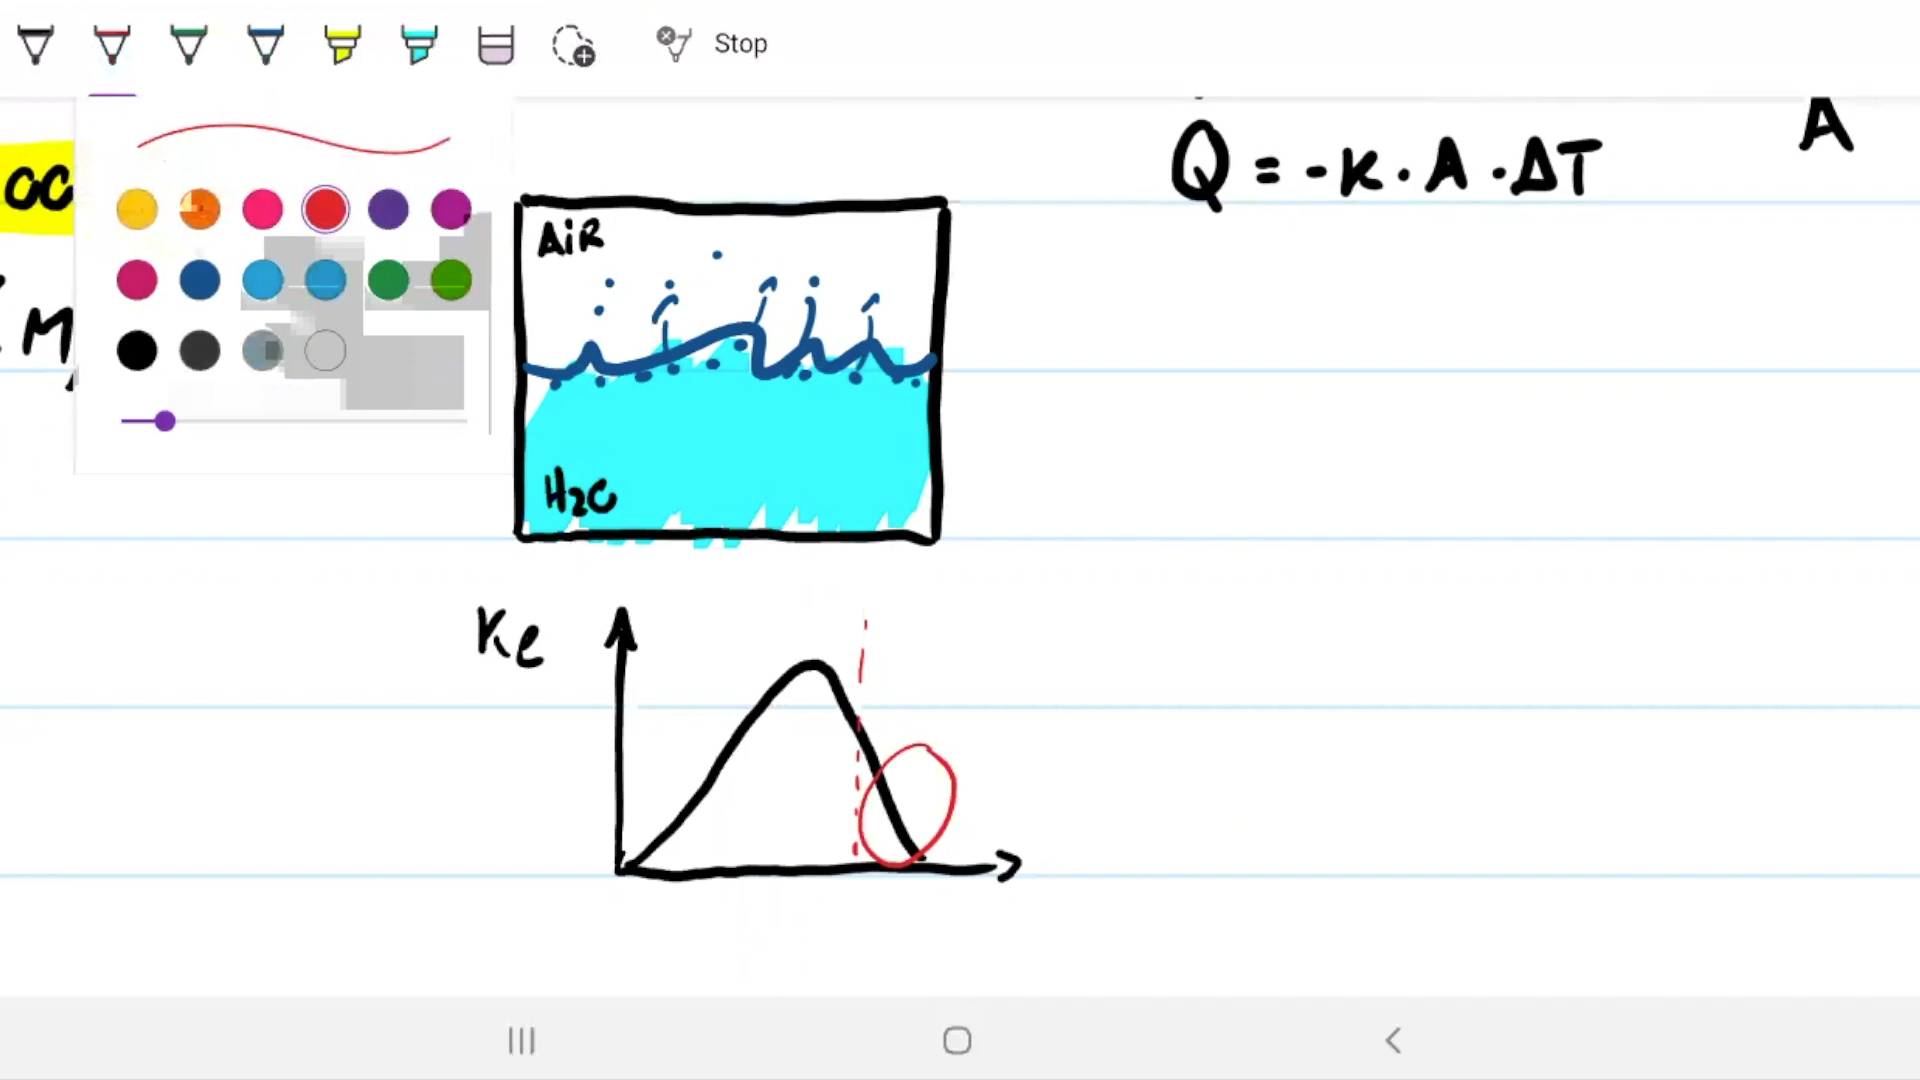 Stop
A
Q = -K · A · ΔT
AiR
H2O
Ke